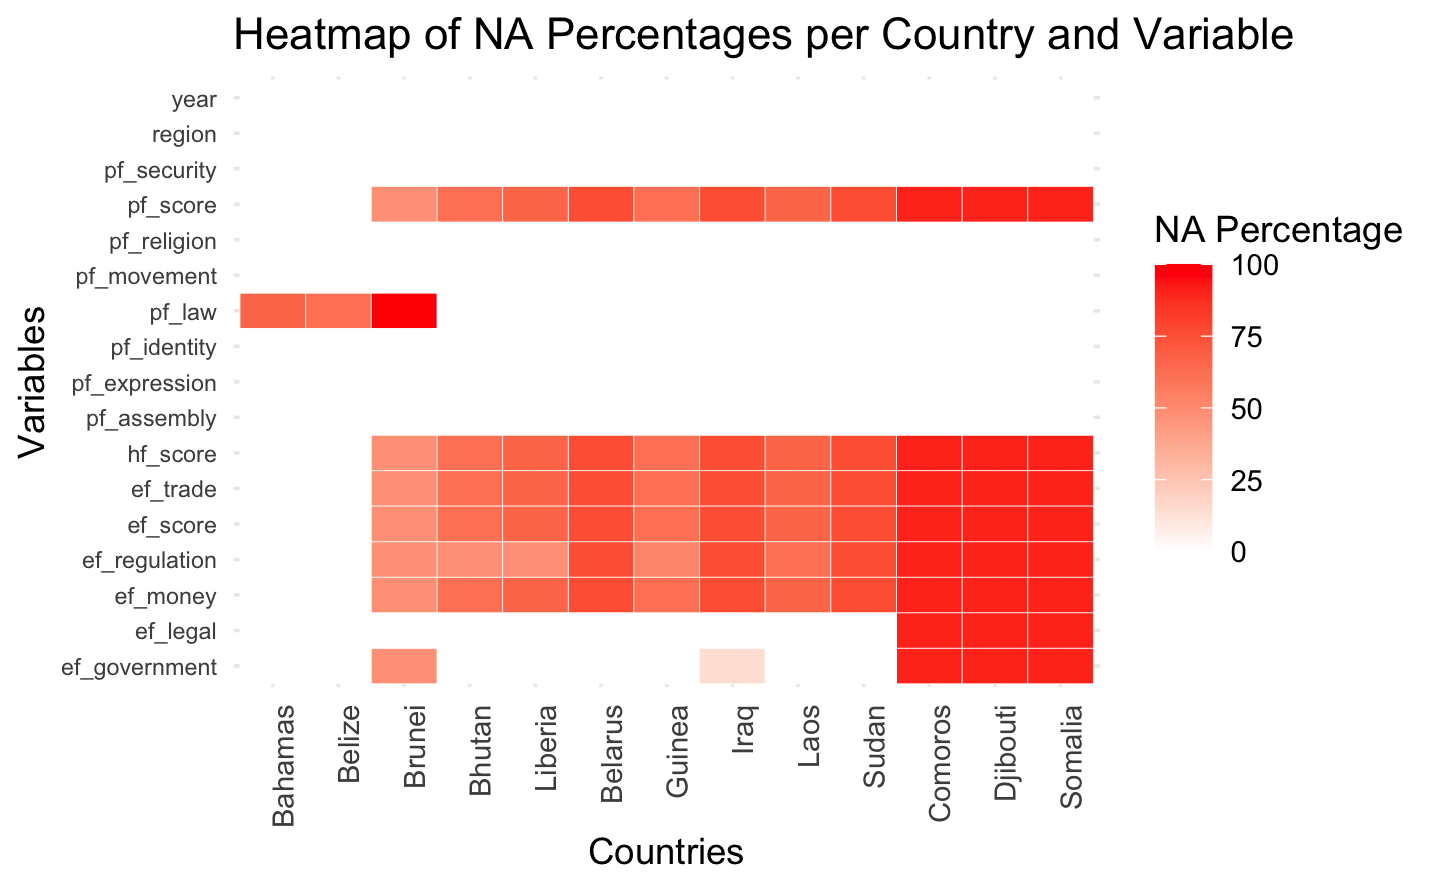 Heatmap of NA Percentages per Country and Variable
Variables
year
region
pf_security
pf_score
pf_religion
pf_movement
pf_law
pf_identity
pf_expression
pf_assembly
hf_score
ef_trade
ef_score
ef_regulation
ef_money
ef_legal
ef_government
Bahamas
Belize
Brunei
Bhutan
Liberia
Belarus
Guinea
Iraq
Laos
Sudan
Comoros
Djibouti
Somalia
Countries
NA Percentage
100
75
50
25
0